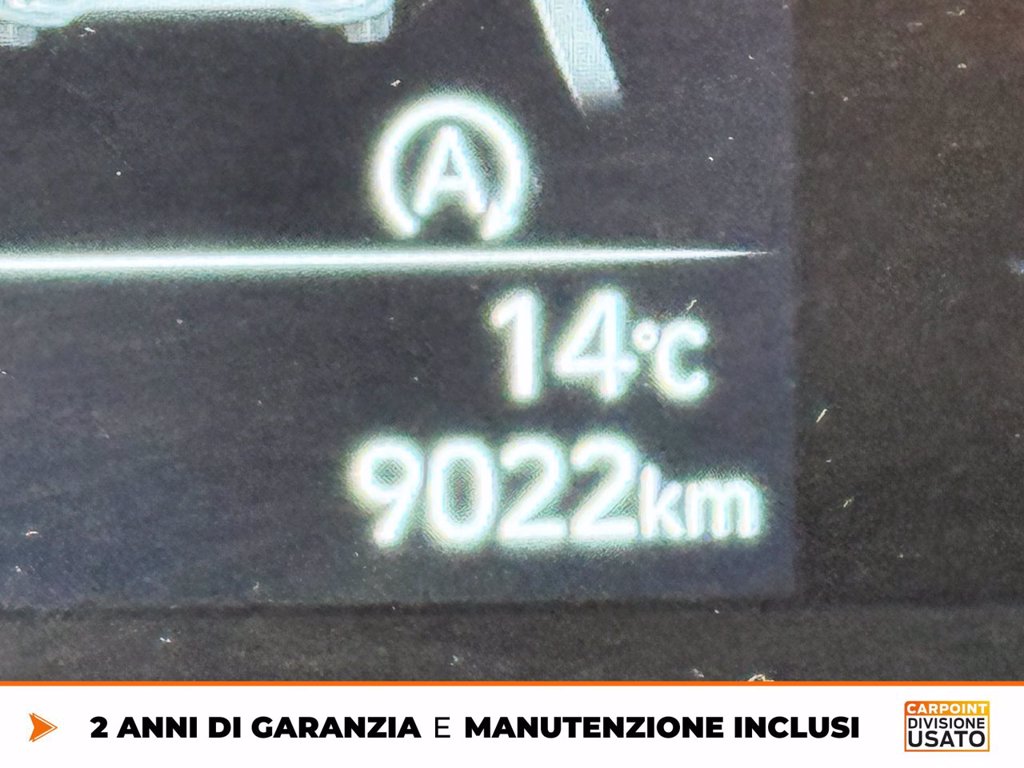 A
14°C
9022km
2 ANNI DI GARANZIA E MANUTENZIONE INCLUSI
CARPOINT
DIVISIONE
USATO